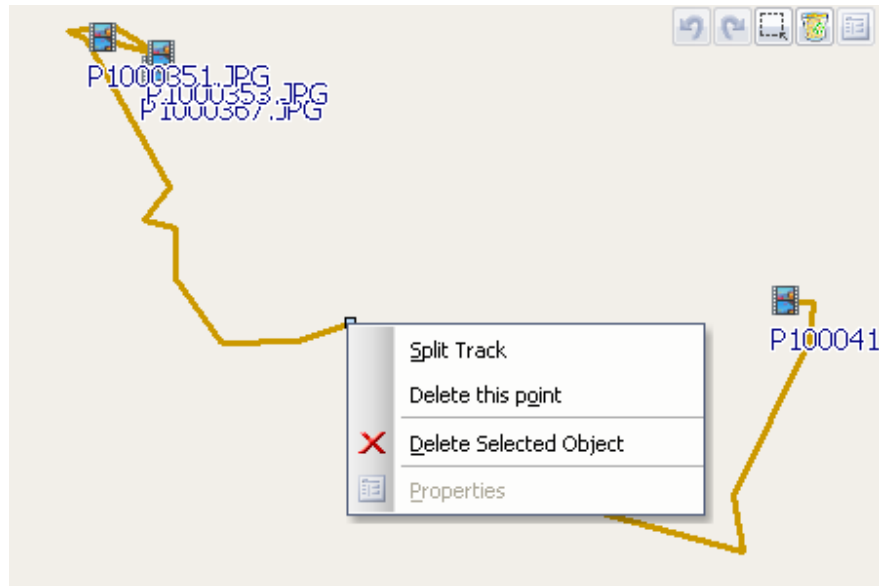 P1000351.JPG
P1000353.JPG
P1000367.JPG
P100041
Split Track
Delete this point
Delete Selected Object
Properties